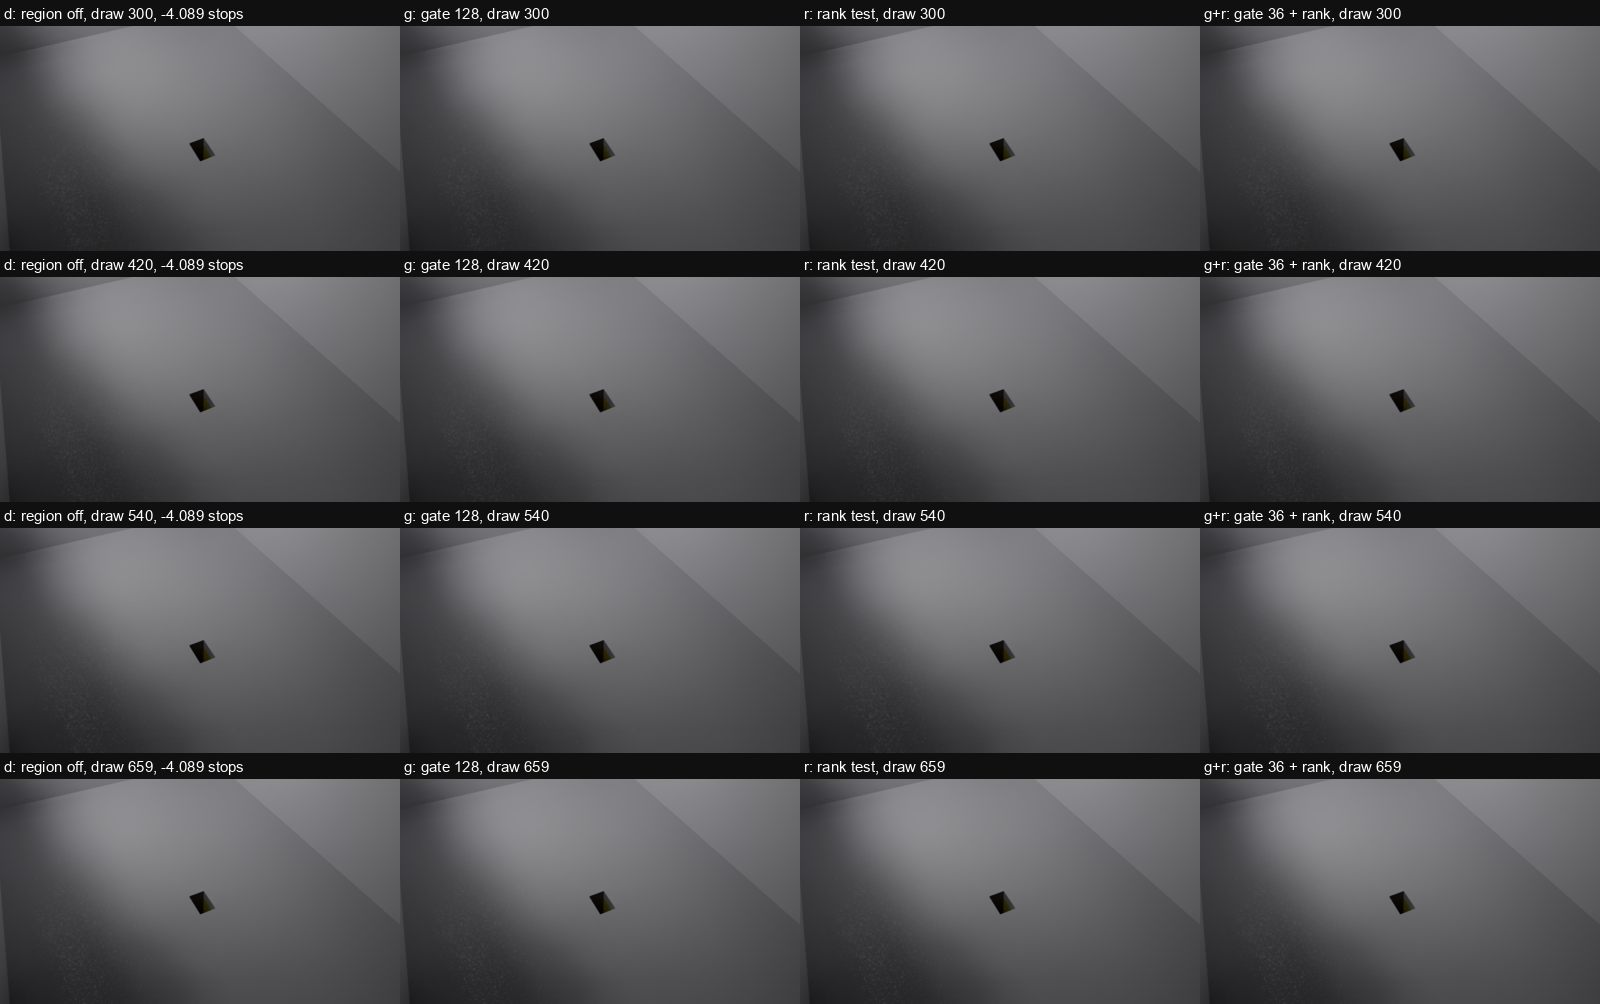 d: region off, draw 300, -4.089 stops
g: gate 128, draw 300
r: rank test, draw 300
g+r: gate 36 + rank, draw 300
d: region off, draw 420, -4.089 stops
g: gate 128, draw 420
r: rank test, draw 420
g+r: gate 36 + rank, draw 420
d: region off, draw 540, -4.089 stops
g: gate 128, draw 540
r: rank test, draw 540
g+r: gate 36 + rank, draw 540
d: region off, draw 659, -4.089 stops
g: gate 128, draw 659
r: rank test, draw 659
g+r: gate 36 + rank, draw 659